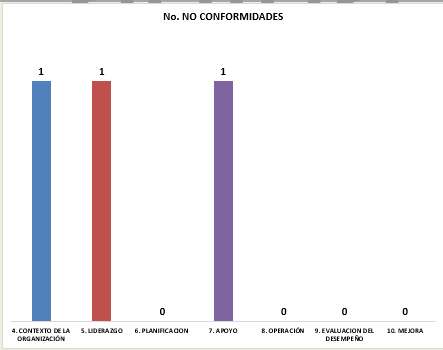 No. NO CONFORMIDADES
1
1
0
1
0
0
0
4. CONTEXTO DE LA
ORGANIZACIÓN
5. LIDERAZGO
6. PLANIFICACION
7. APOYO
8. OPERACIÓN
9. EVALUACION DEL
DESEMPEÑO
10. MEJORA